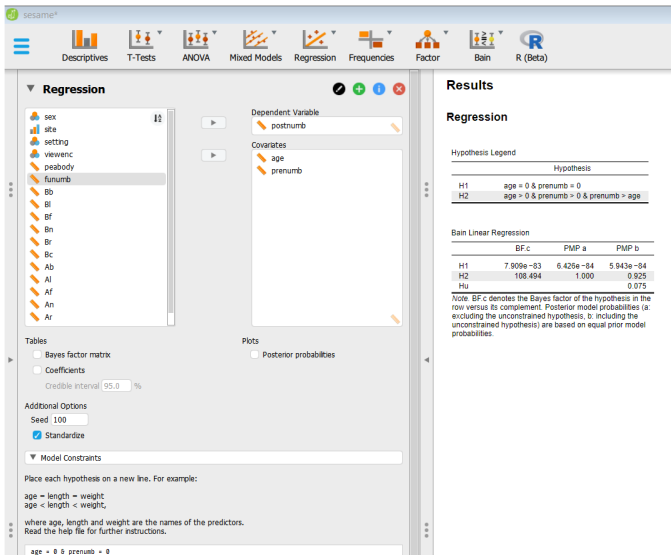 sesame*
Descriptives
T-Tests
ANOVA
Mixed Models
Regression
Frequencies
Factor
Bain
R (Beta)
Regression
sex
site
setting
viewenc
peabody
funumb
Bb
Bl
Bf
Bn
Br
Bc
Ab
Al
Af
An
Ar
Dependent Variable
postnumb
Covariates
age
prenumb
Tables
Bayes factor matrix
Coefficients
Credible interval 95.0 %
Plots
Posterior probabilities
Additional Options
Seed 100
Standardize
Model Constraints
Place each hypothesis on a new line. For example:
age = length = weight
age < length < weight,
where age, length and weight are the names of the predictors.
Read the help file for further instructions.
age = 0 & prenumb = 0
Results
Regression
Hypothesis Legend
Hypothesis
H1 age = 0 & prenumb = 0
H2 age > 0 & prenumb > 0 & prenumb > age
Bain Linear Regression
BF.c PMP a PMP b
H1 7.909e −83 6.426e −84 5.943e −84
H2 108.494 1.000 0.925
Hu 0.075
Note. BF.c denotes the Bayes factor of the hypothesis in the
row versus its complement. Posterior model probabilities (a:
excluding the unconstrained hypothesis, b: including the
unconstrained hypothesis) are based on equal prior model
probabilities.